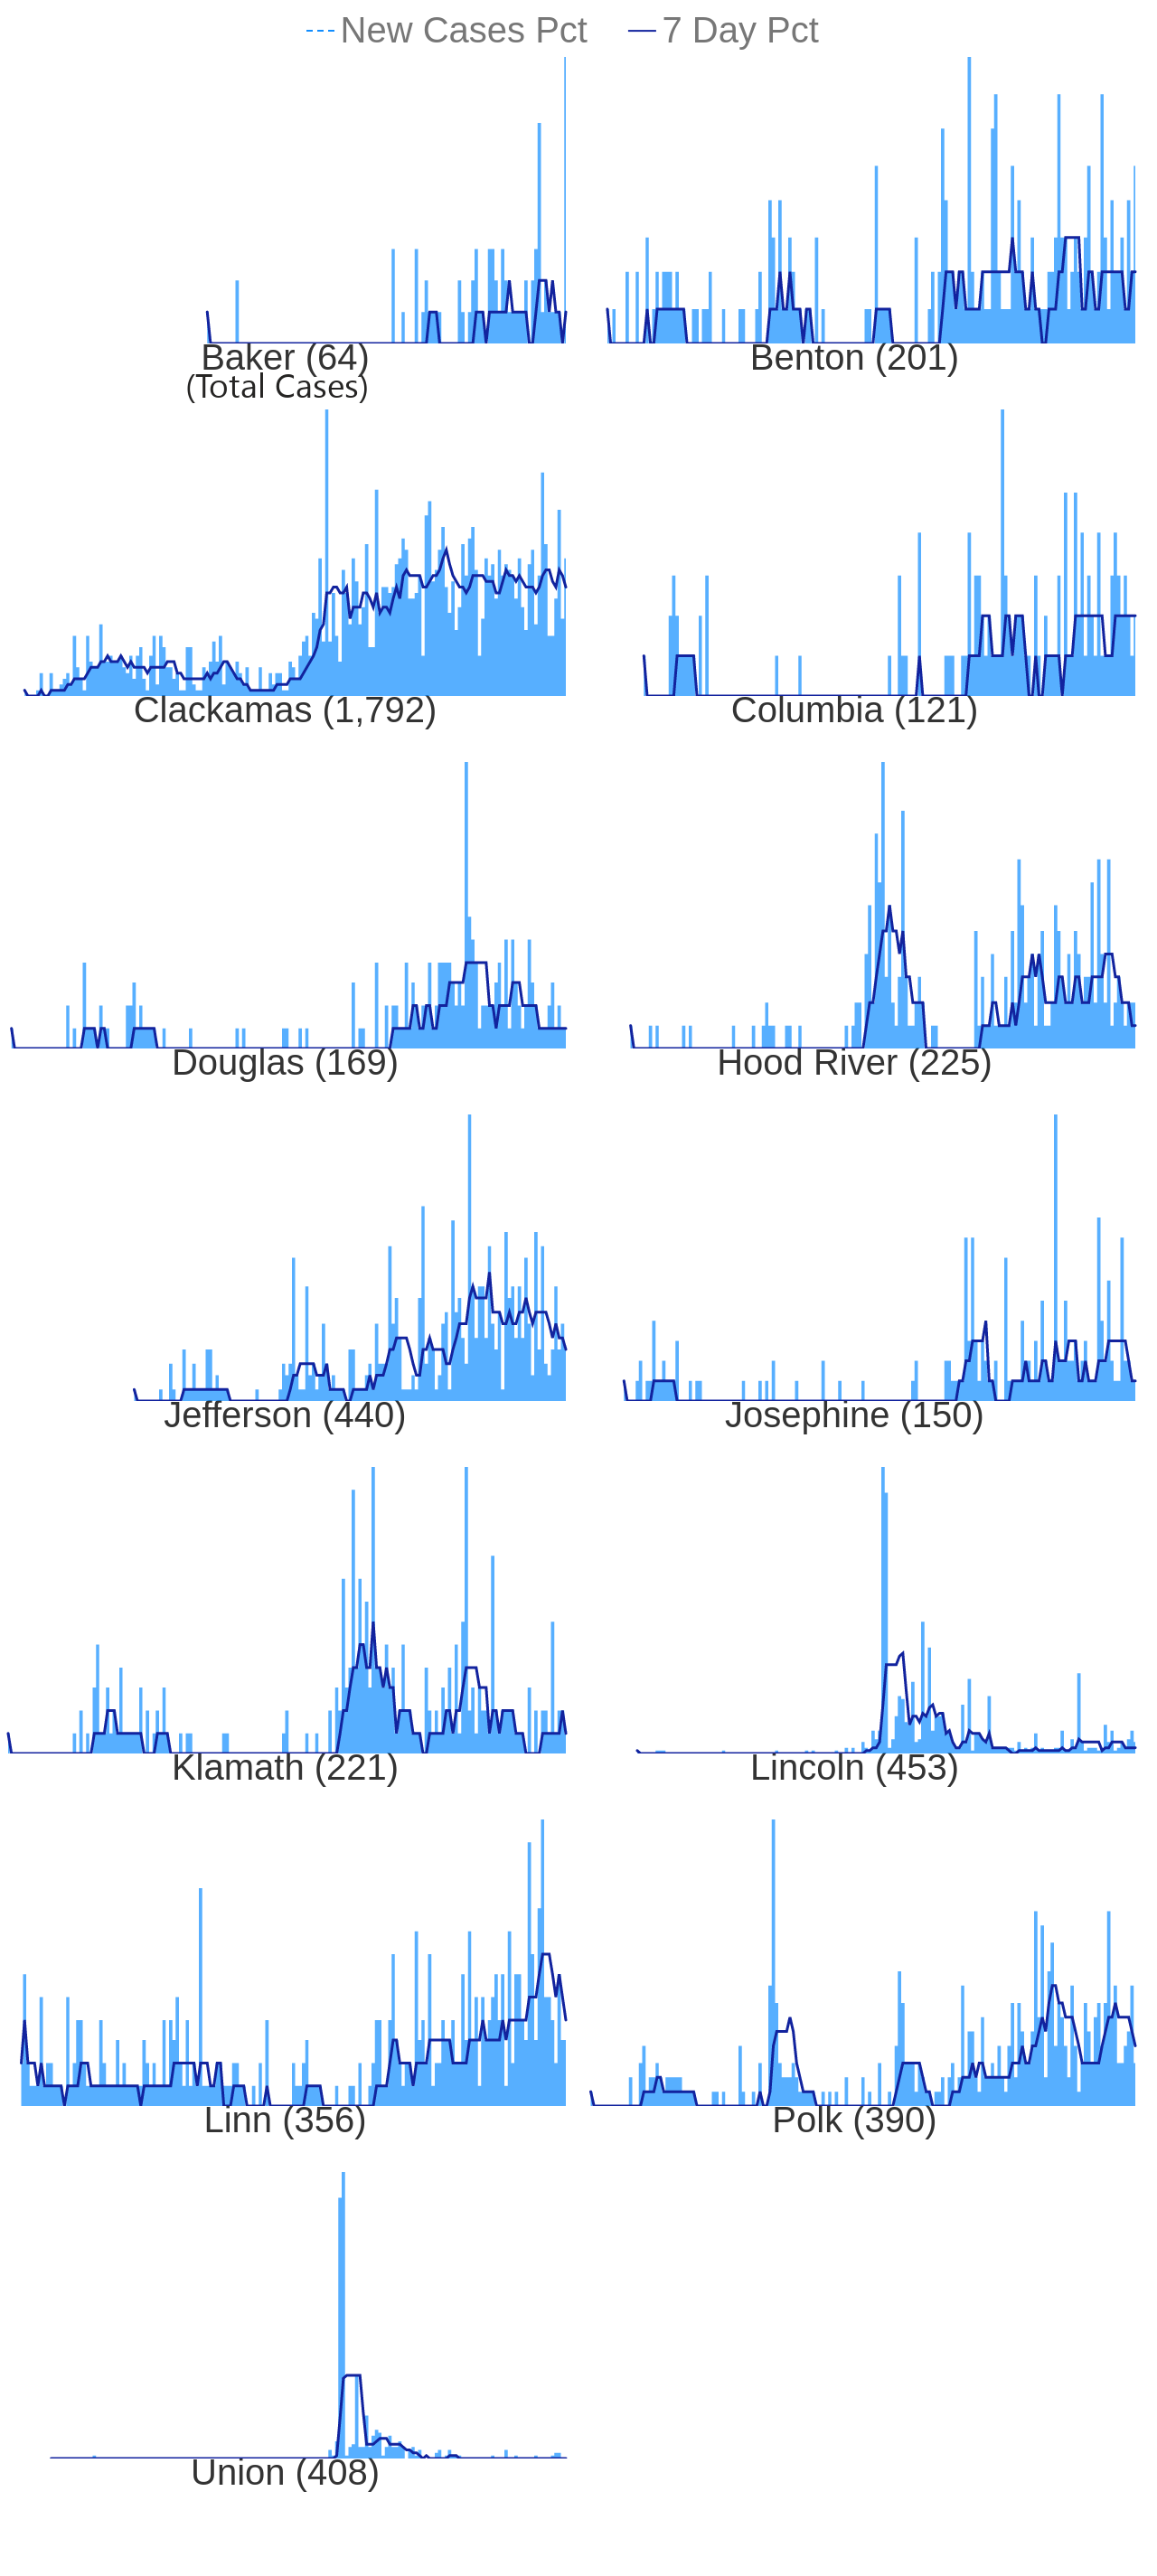 New Cases Pct 7 Day Pct
Baker (64) Benton (201)
(Total Cases)
Clackamas (1,792) Columbia (121)
Douglas (169) Hood River (225)
Jefferson (440) Josephine (150)
Klamath (221) Lincoln (453)
Linn (356) Polk (390)
Union (408)